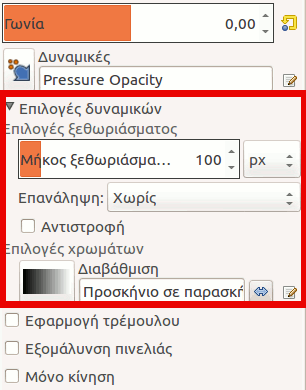 Γωνία 0,00
Δυναμικές
Pressure Opacity
Επιλογές δυναμικών
Επιλογές ξεθωριάσματος
Μήκος ξεθωριάσμα... 100 px
Επανάληψη: Χωρίς
Αντιστροφή
Επιλογές χρωμάτων
Διαβάθμιση
Προσκήνιο σε παρασκή
Εφαρμογή τρέμουλου
Εξομάλυνση πινελιάς
Μόνο κίνηση